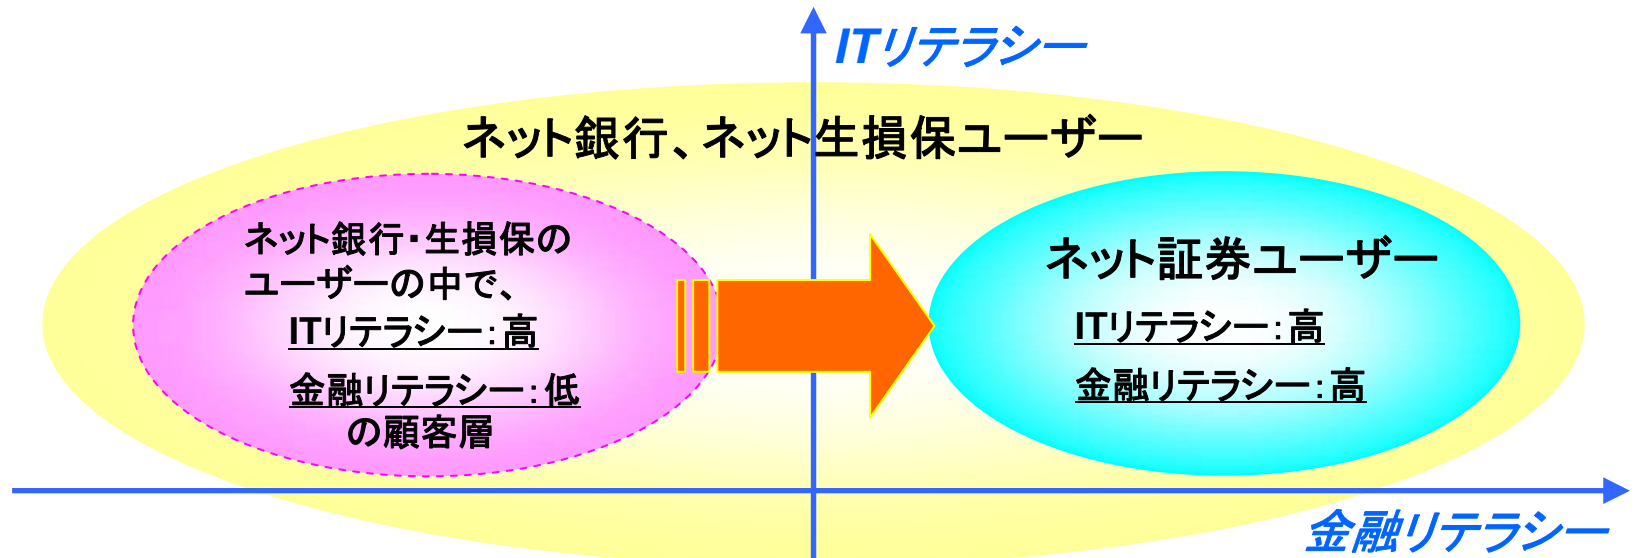 ITリテラシー
ネット銀行、ネット生損保ユーザー
ネット銀行・生損保の
ユーザーの中で、
ITリテラシー：高
金融リテラシー：低
の顧客層
ネット証券ユーザー
ITリテラシー：高
金融リテラシー：高
金融リテラシー